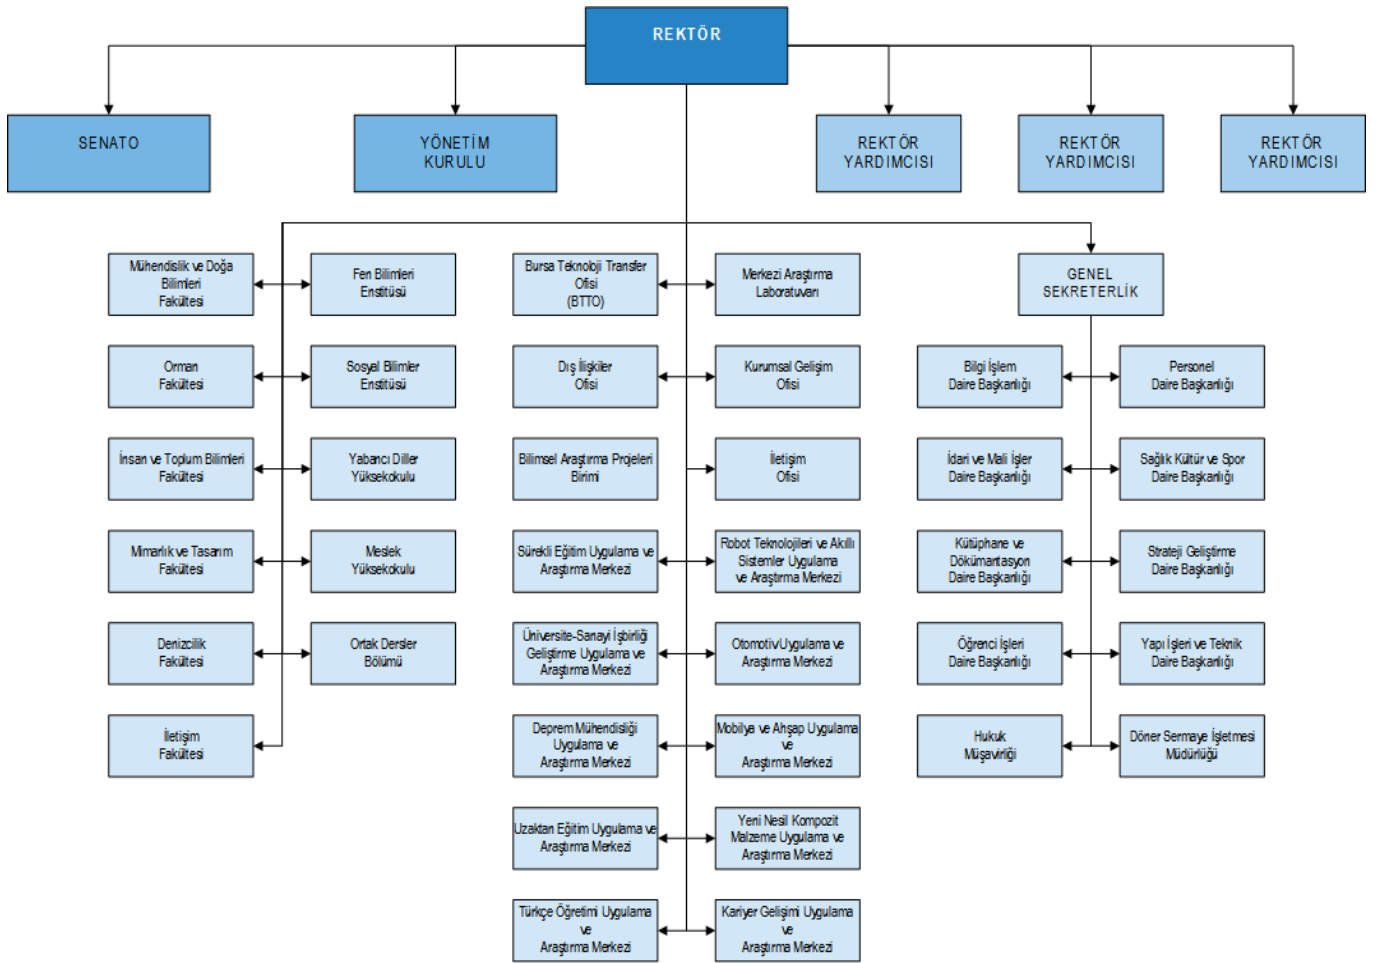 REKTÖR
SENATO
YÖNETİM
KURULU
REKTÖR
YARDIMCISI
REKTÖR
YARDIMCISI
REKTÖR
YARDIMCISI
Mühendislik ve Doğa
Bilimleri
Fakültesi
Fen Bilimleri
Enstitüsü
Bursa Teknoloji Transfer
Ofisi
(BTTO)
Merkezi Araştırma
Laboratuvarı
GENEL
SEKRETERLİK
Orman
Fakültesi
Sosyal Bilimler
Enstitüsü
Dış İlişkiler
Ofisi
Kurumsal Gelişim
Ofisi
Bilgi İşlem
Daire Başkanlığı
Personel
Daire Başkanlığı
İnsan ve Toplum Bilimleri
Fakültesi
Yabancı Diller
Yüksekokulu
Bilimsel Araştırma Projeleri
Birimi
İletişim
Ofisi
İdari ve Mali İşler
Daire Başkanlığı
Sağlık Kültür ve Spor
Daire Başkanlığı
Mimarlık ve Tasarım
Fakültesi
Meslek
Yüksekokulu
Sürekli Eğitim Uygulama ve
Araştırma Merkezi
Robot Teknolojileri ve Akıllı
Sistemler Uygulama
ve Araştırma Merkezi
Kütüphane ve
Dökümantasyon
Daire Başkanlığı
Strateji Geliştirme
Daire Başkanlığı
Denizcilik
Fakültesi
Ortak Dersler
Bölümü
Üniversite-Sanayi İşbirliği
Geliştirme Uygulama ve
Araştırma Merkezi
Otomotiv Uygulama ve
Araştırma Merkezi
Öğrenci İşleri
Daire Başkanlığı
Yapı İşleri ve Teknik
Daire Başkanlığı
İletişim
Fakültesi
Deprem Mühendisliği
Uygulama ve
Araştırma Merkezi
Mobilya ve Ahşap Uygulama
ve
Araştırma Merkezi
Hukuk
Müşavirliği
Döner Sermaye İşletmesi
Müdürlüğü
Uzaktan Eğitim Uygulama ve
Araştırma Merkezi
Yeni Nesil Kompozit
Malzeme Uygulama ve
Araştırma Merkezi
Türkçe Öğretimi Uygulama
ve
Araştırma Merkezi
Kariyer Gelişimi Uygulama
ve
Araştırma Merkezi